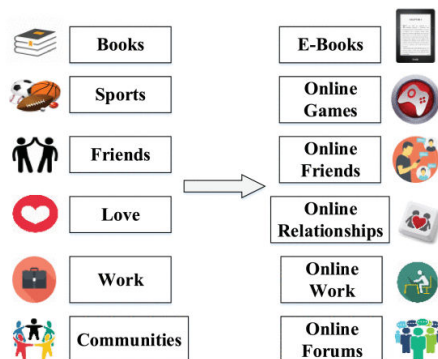 Books
Sports
Friends
Love
Work
Communities
E-Books
Online
Games
Online
Friends
Online
Relationships
Online
Work
Online
Forums